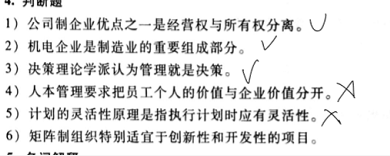 4. 判断题
1）公司制企业优点之一是经营权与所有权分离。✓
2）机电企业是制造业的重要组成部分。✓
3）决策理论学派认为管理就是决策。✓
4）人本管理要求把员工个人的价值与企业价值分开。✗
5）计划的灵活性原理是指执行计划时应有灵活性。✗
6）矩阵制组织特别适宜于创新性和开发性的项目。